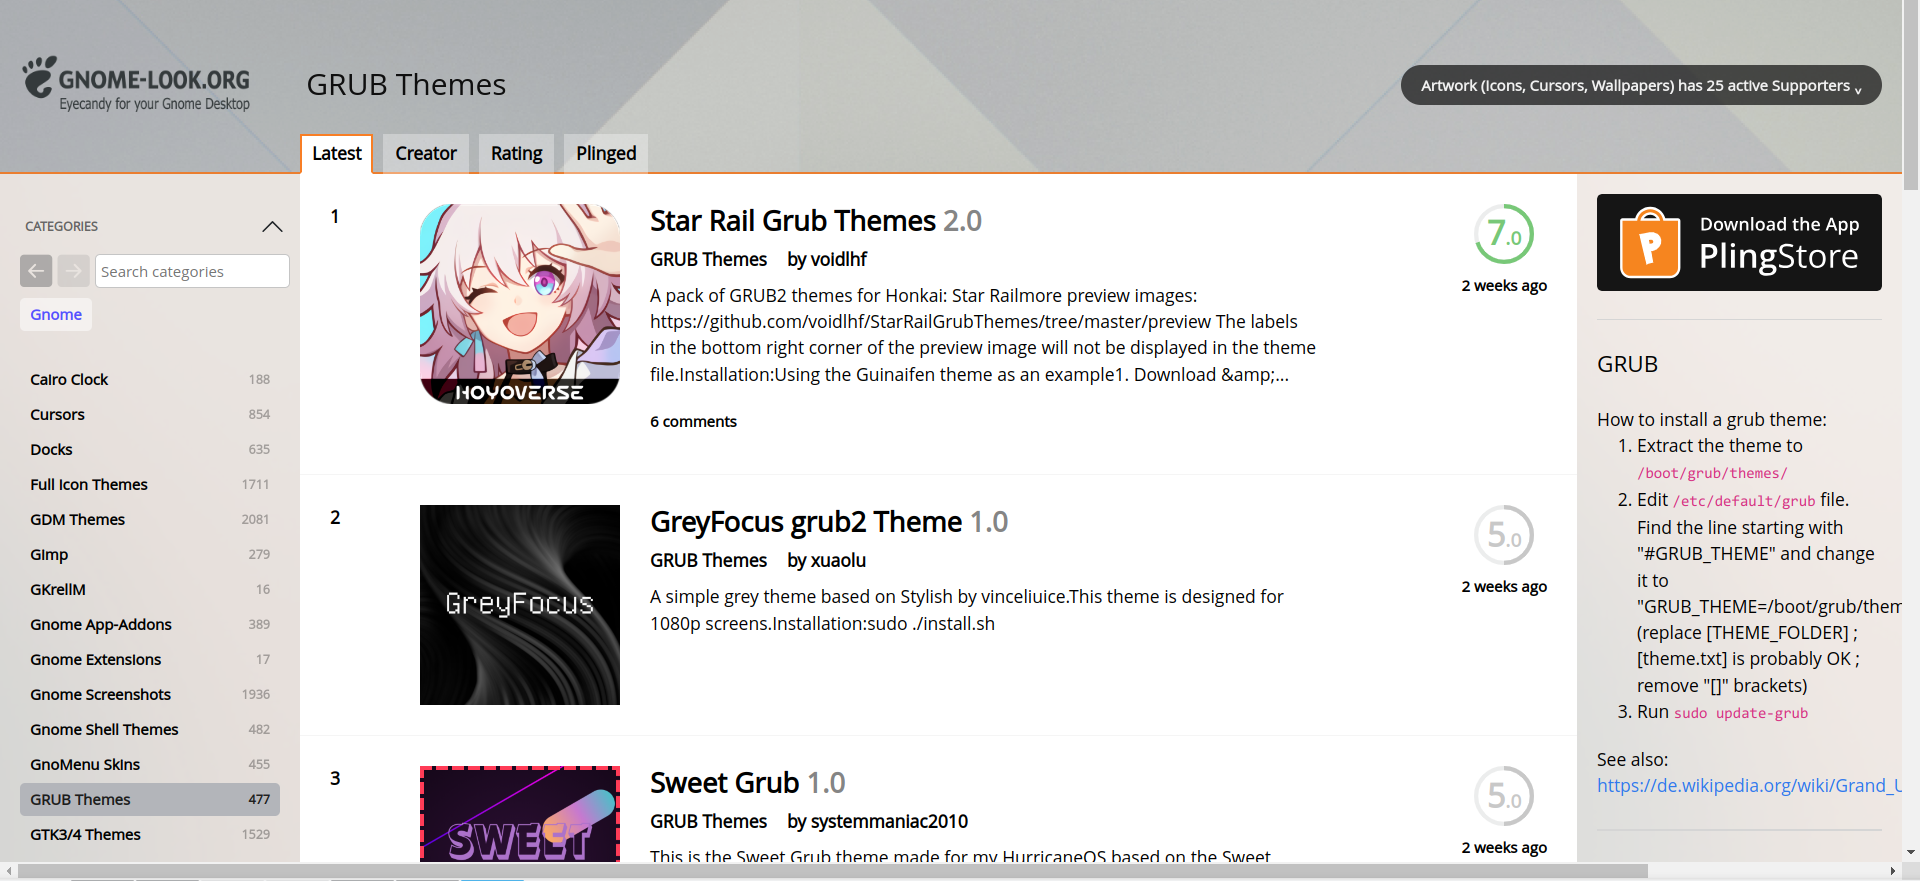 GNOME-LOOK.ORG
Eyecandy for your Gnome Desktop
GRUB Themes
Artwork (Icons, Cursors, Wallpapers) has 25 active Supporters
Latest
Creator
Rating
Plinged
CATEGORIES
Search categories
Gnome
Cairo Clock 188
Cursors 854
Docks 635
Full Icon Themes 1711
GDM Themes 2081
Gimp 279
GKrellM 16
Gnome App-Addons 389
Gnome Extensions 17
Gnome Screenshots 1936
Gnome Shell Themes 482
GnoMenu Skins 455
GRUB Themes 477
GTK3/4 Themes 1529
1
HOYOVERSE
Star Rail Grub Themes 2.0
GRUB Themes by voidlhf
A pack of GRUB2 themes for Honkai: Star Railmore preview images:
https://github.com/voidlhf/StarRailGrubThemes/tree/master/preview The labels
in the bottom right corner of the preview image will not be displayed in the theme
file.Installation:Using the Guinaifen theme as an example1. Download &amp;...
6 comments
7.0
2 weeks ago
2
GreyFocus
GreyFocus grub2 Theme 1.0
GRUB Themes by xuaolu
A simple grey theme based on Stylish by vinceliuice.This theme is designed for
1080p screens.Installation:sudo ./install.sh
5.0
2 weeks ago
3
SWEET
Sweet Grub 1.0
GRUB Themes by systemmaniac2010
This is the Sweet Grub theme made for my HurricaneOS based on the Sweet
5.0
2 weeks ago
Download the App
PlingStore
GRUB
How to install a grub theme:
1. Extract the theme to
/boot/grub/themes/
2. Edit /etc/default/grub file.
Find the line starting with
"#GRUB_THEME" and change
it to
"GRUB_THEME=/boot/grub/them
(replace [THEME_FOLDER] ;
[theme.txt] is probably OK ;
remove "[]" brackets)
3. Run sudo update-grub
See also:
https://de.wikipedia.org/wiki/Grand_U